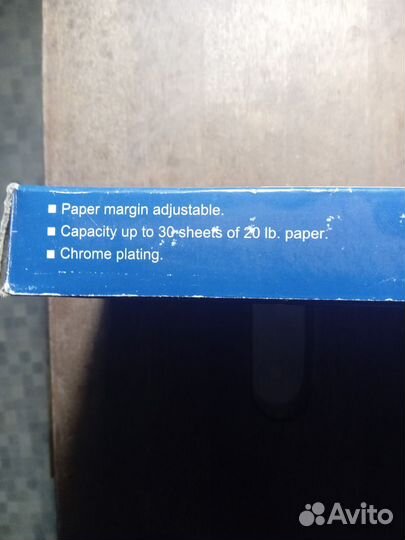 ▪ Paper margin adjustable.
▪ Capacity up to 30 sheets of 20 lb. paper.
▪ Chrome plating.
Avito